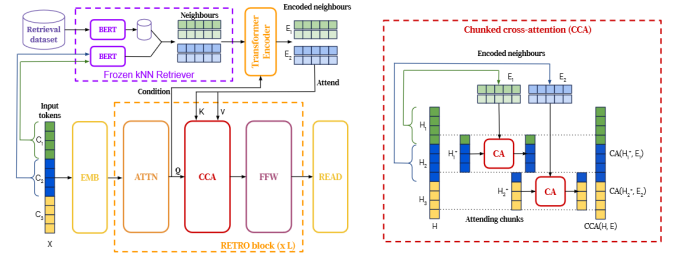 Retrieval
dataset
BERT
BERT
Neighbours
Frozen kNN Retriever
Transformer
Encoder
Encoded neighbours
E₁
E₂
Condition
Attend
K
V
Q
Input
tokens
C₁
C₂
C₃
X
EMB
ATTN
CCA
FFW
READ
RETRO block (x L)
Chunked cross-attention (CCA)
Encoded neighbours
E₁
E₂
H₁
H₂
H₃
H₁⁺
H₂⁺
CA
CA
CA(H₁⁺, E₁)
CA(H₂⁺, E₂)
Attending chunks
H
CCA(H, E)